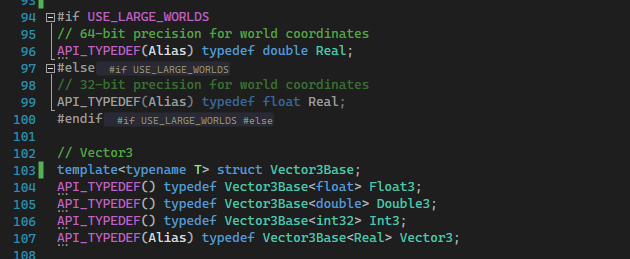 93
94 #if USE_LARGE_WORLDS
95 // 64-bit precision for world coordinates
96 API_TYPEDEF(Alias) typedef double Real;
97 #else #if USE_LARGE_WORLDS
98 // 32-bit precision for world coordinates
99 API_TYPEDEF(Alias) typedef float Real;
100 #endif #if USE_LARGE_WORLDS #else
101
102 // Vector3
103 template<typename T> struct Vector3Base;
104 API_TYPEDEF() typedef Vector3Base<float> Float3;
105 API_TYPEDEF() typedef Vector3Base<double> Double3;
106 API_TYPEDEF() typedef Vector3Base<int32> Int3;
107 API_TYPEDEF(Alias) typedef Vector3Base<Real> Vector3;
108